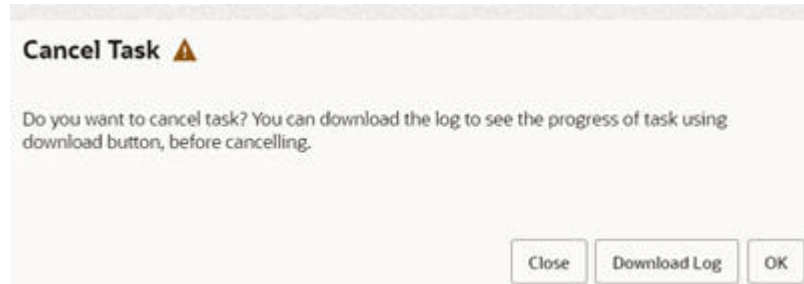 Cancel Task
Do you want to cancel task? You can download the log to see the progress of task using
download button, before cancelling.
Close Download Log OK